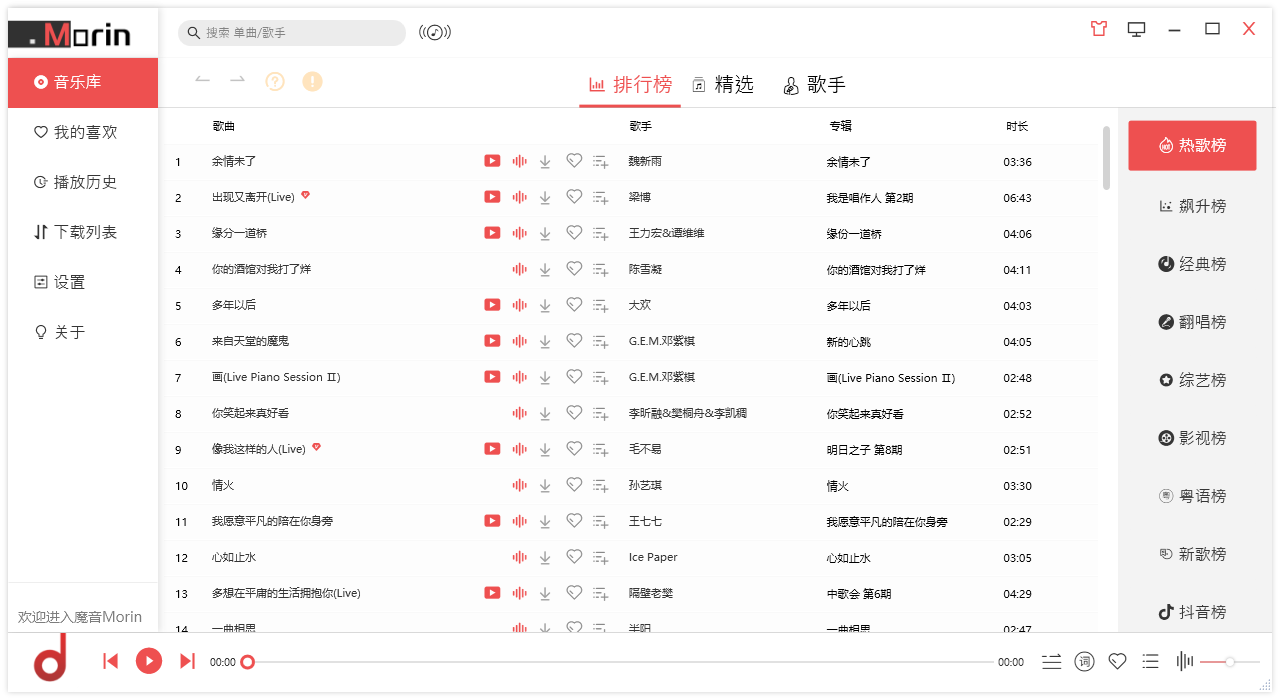 .Morin
搜索 单曲/歌手
音乐库
我的喜欢
播放历史
下载列表
设置
关于
欢迎进入魔音Morin
排行榜 精选 歌手
歌曲 歌手 专辑 时长
1 余情未了 魏新雨 余情未了 03:36
2 出现又离开(Live) 梁博 我是唱作人 第2期 06:43
3 缘分一道桥 王力宏&谭维维 缘份一道桥 04:06
4 你的酒馆对我打了烊 陈雪凝 你的酒馆对我打了烊 04:11
5 多年以后 大欢 多年以后 04:03
6 来自天堂的魔鬼 G.E.M.邓紫棋 新的心跳 04:05
7 画(Live Piano Session Ⅱ) G.E.M.邓紫棋 画(Live Piano Session Ⅱ) 02:48
8 你笑起来真好看 李昕融&樊桐舟&李凯稠 你笑起来真好看 02:52
9 像我这样的人(Live) 毛不易 明日之子 第8期 02:51
10 情火 孙艺琪 情火 03:30
11 我愿意平凡的陪在你身旁 王七七 我愿意平凡的陪在你身旁 02:29
12 心如止水 Ice Paper 心如止水 03:05
13 多想在平庸的生活拥抱你(Live) 隔壁老樊 中歌会 第6期 04:29
14 一曲相思 半阳 一曲相思 02:47
HOT 热歌榜
飙升榜
经典榜
翻唱榜
综艺榜
影视榜
粤 粤语榜
新歌榜
抖音榜
00:00 00:00 词